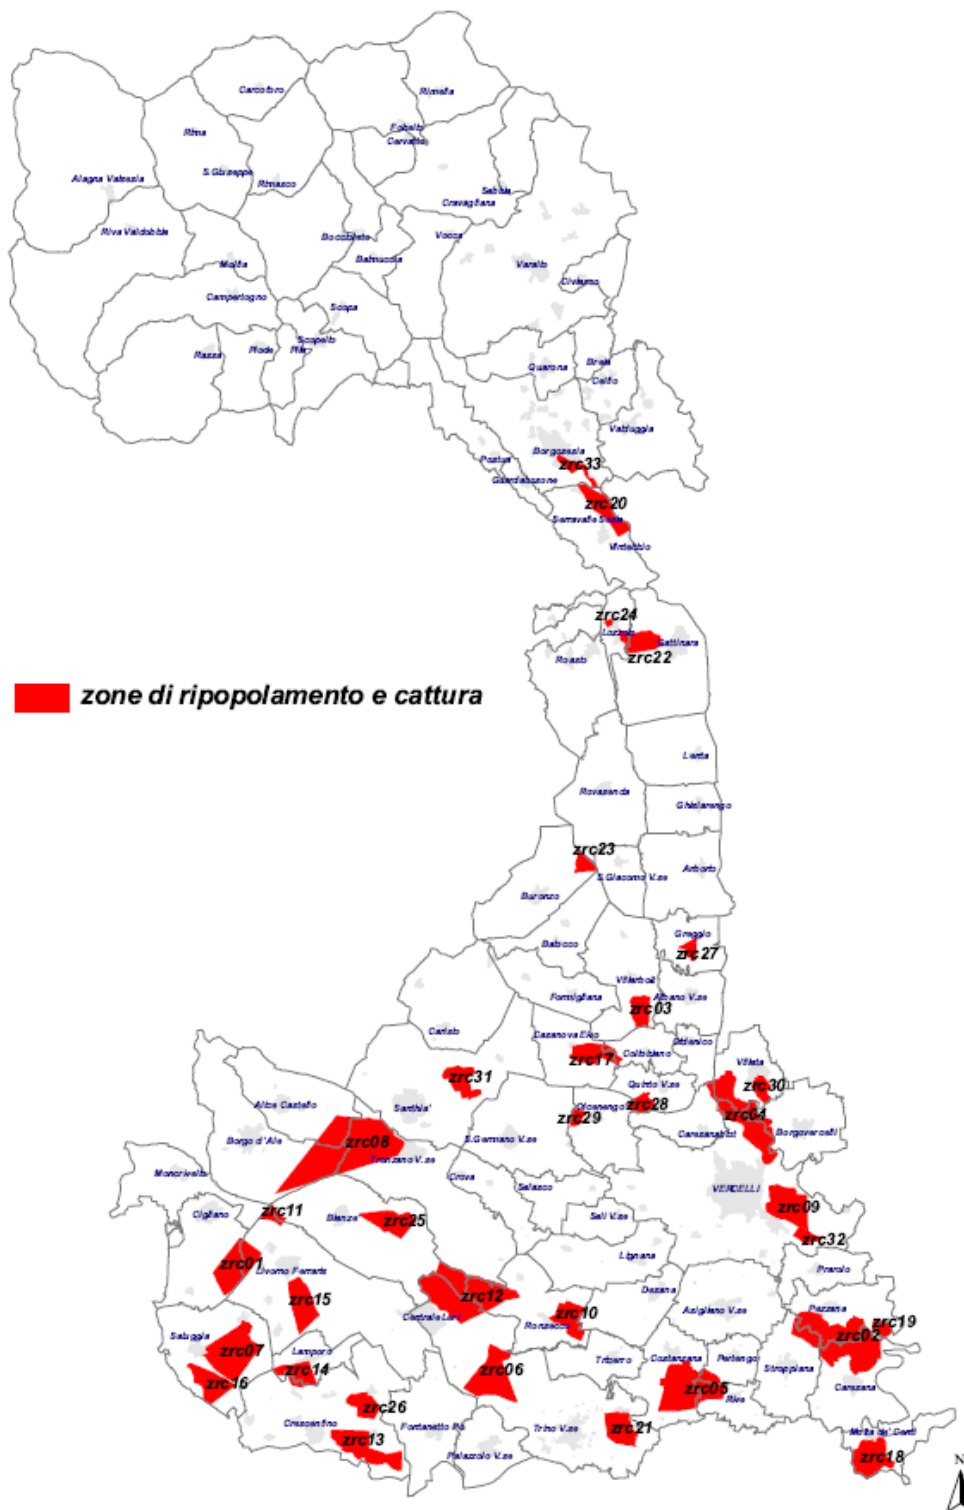 Carcoforo
Rimella
Fobello
Rima
Cervatto
S.Giuseppe
Rimasco
Alagna Valsesia
Sabbia
Cravagliana
Riva Valdobbia
Boccioleto
Vocca
Balmuccia
Mollia
Varallo
Civiasco
Campertogno
Scopa
Scopello
Rassa
Piode
Pila
Quarona
Breia
Cellio
Valduggia
Borgosesia
Postua
zrc33
Guardabosone
zrc20
Serravalle Sesia
Vintebbio
zrc24
Lozzolo
Gattinara
Roasio
zrc22
zone di ripopolamento e cattura
Lenta
Rovasenda
Ghislarengo
zrc23
S.Giacomo V.se
Arborio
Buronzo
Greggio
Balocco
zrc27
Villarboit
Formigliana
Albano V.se
zrc03
Carisio
Casanova Elvo
Oldenico
zrc17
Collobiano
Villata
zrc31
Quinto V.se
zrc30
Alice Castello
Santhia'
Olcenengo
zrc28
zrc04
zrc29
Caresanablot
Borgovercelli
Borgo d'Ale
zrc08
S.Germano V.se
Tronzano V.se
Moncrivello
Crova
Salasco
VERCELLI
zrc09
Cigliano
zrc11
Bianze
zrc25
Sali V.se
zrc32
zrc01
Livorno Ferraris
Lignana
Prarolo
Desana
zrc15
zrc12
Centrale Leri
zrc10
Ronsecco
Asigliano V.se
Pezzana
zrc19
zrc02
Saluggia
zrc07
Lamporo
Tricerro
Costanzana
Pertengo
Stroppiana
zrc14
zrc06
zrc16
zrc05
Rive
Caresana
zrc26
Crescentino
Fontanetto Po
Trino V.se
zrc21
Motta de' Conti
zrc13
Palazzolo V.se
zrc18
N